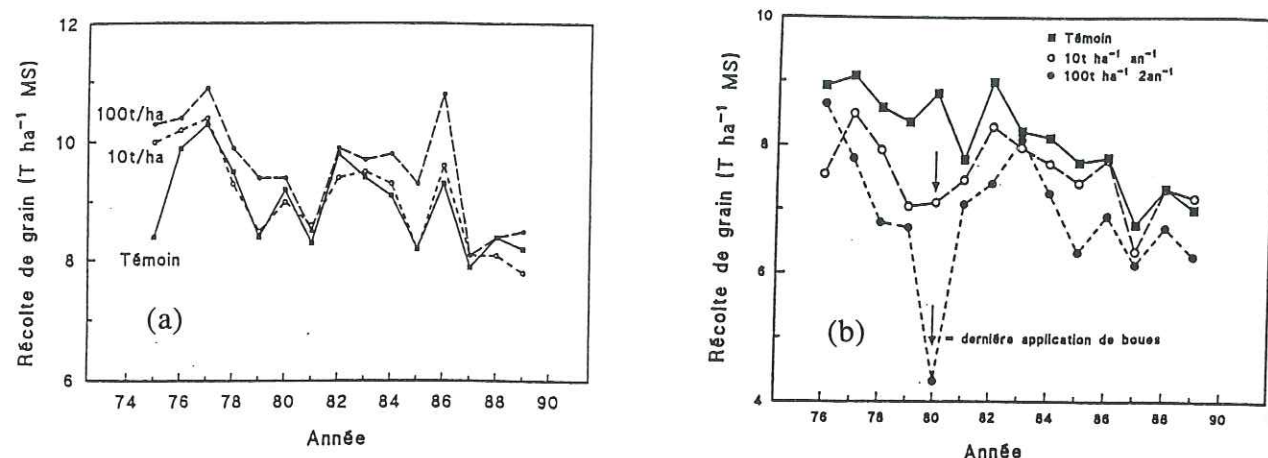 12
10
8
6
Récolte de grain (T ha⁻¹ MS)
100t/ha
10t/ha
Témoin
(a)
74 76 78 80 82 84 86 88 90
Année
10
8
6
4
Récolte de grain (T ha⁻¹ MS)
Témoin
10t ha⁻¹ an⁻¹
100t ha⁻¹ 2an⁻¹
(b)
= dernière application de boues
76 78 80 82 84 86 88 90
Année